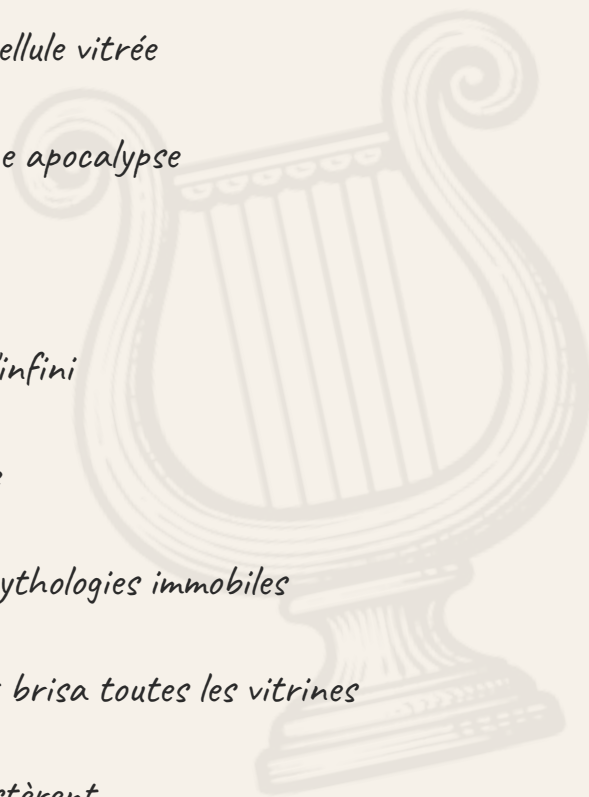 ellule vitrée
e apocalypse
'infini
ythologies immobiles
brisa toutes les vitrines